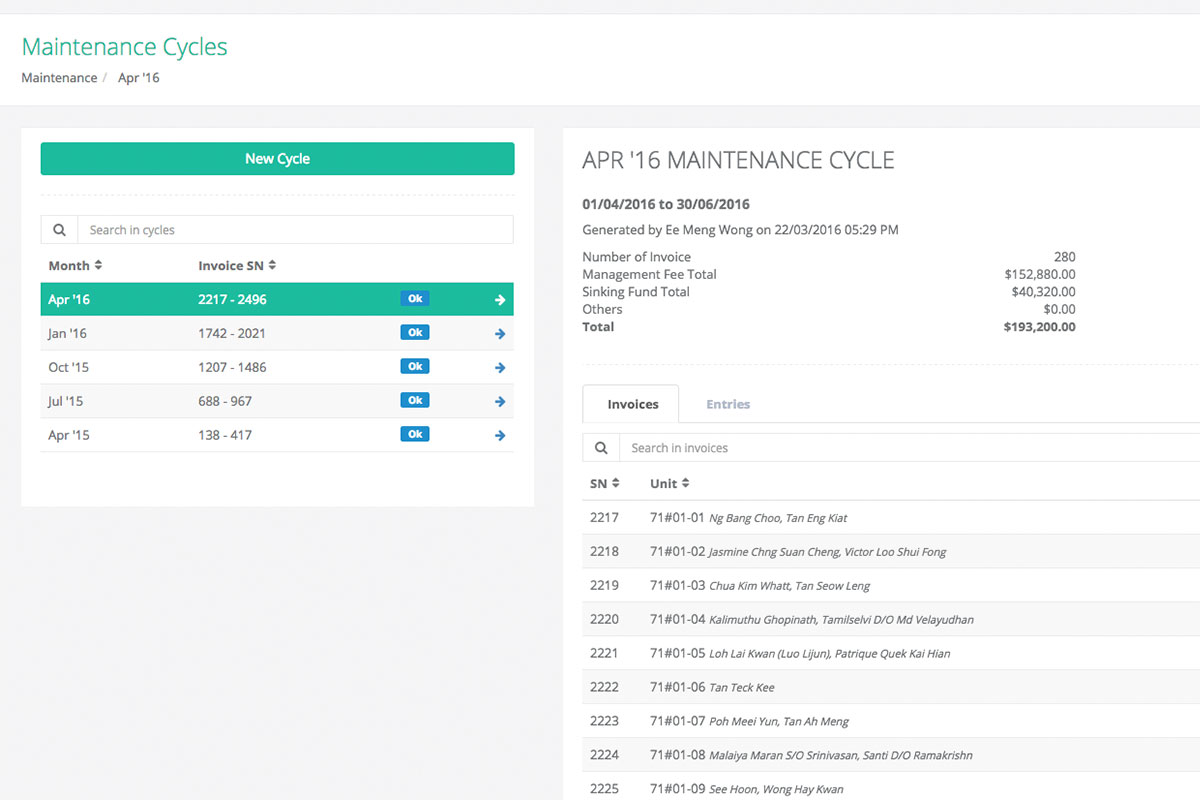 Maintenance Cycles
Maintenance / Apr '16
New Cycle
Search in cycles
Month Invoice SN
Apr '16 2217 - 2496 Ok
Jan '16 1742 - 2021 Ok
Oct '15 1207 - 1486 Ok
Jul '15 688 - 967 Ok
Apr '15 138 - 417 Ok
APR '16 MAINTENANCE CYCLE
01/04/2016 to 30/06/2016
Generated by Ee Meng Wong on 22/03/2016 05:29 PM
Number of Invoice 280
Management Fee Total $152,880.00
Sinking Fund Total $40,320.00
Others $0.00
Total $193,200.00
Invoices Entries
Search in invoices
SN Unit
2217 71#01-01 Ng Bang Choo, Tan Eng Kiat
2218 71#01-02 Jasmine Chng Suan Cheng, Victor Loo Shui Fong
2219 71#01-03 Chua Kim Whatt, Tan Seow Leng
2220 71#01-04 Kalimuthu Ghopinath, Tamilselvi D/O Md Velayudhan
2221 71#01-05 Loh Lai Kwan (Luo Lijun), Patrique Quek Kai Hian
2222 71#01-06 Tan Teck Kee
2223 71#01-07 Poh Meei Yun, Tan Ah Meng
2224 71#01-08 Malaiya Maran S/O Srinivasan, Santi D/O Ramakrishn
2225 71#01-09 See Hoon, Wong Hay Kwan